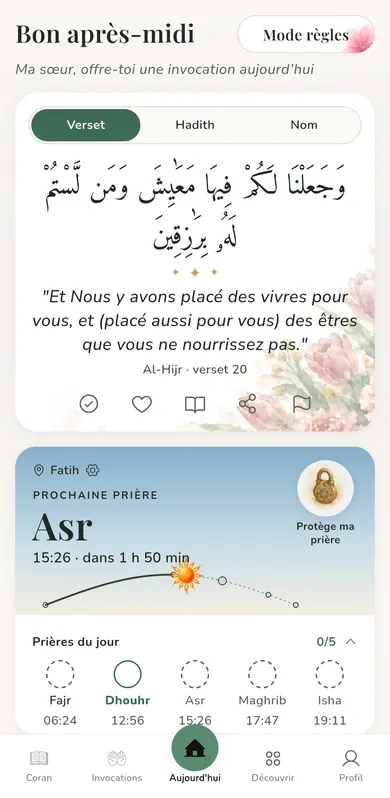 Bon après-midi
Mode règles
Ma sœur, offre-toi une invocation aujourd'hui
Verset
Hadith
Nom
وَجَعَلْنَا لَكُمْ فِيهَا مَعَٰيِشَ وَمَن لَّسْتُمْ
لَهُۥ بِرَٰزِقِينَ
"Et Nous y avons placé des vivres pour
vous, et (placé aussi pour vous) des êtres
que vous ne nourrissez pas."
Al-Hijr · verset 20
Fatih
PROCHAINE PRIÈRE
Asr
15:26 · dans 1 h 50 min
Protège ma
prière
Prières du jour
0/5
Fajr
Dhouhr
Asr
Maghrib
Isha
06:24
12:56
15:26
17:47
19:11
Coran
Invocations
Aujourd'hui
Découvrir
Profil